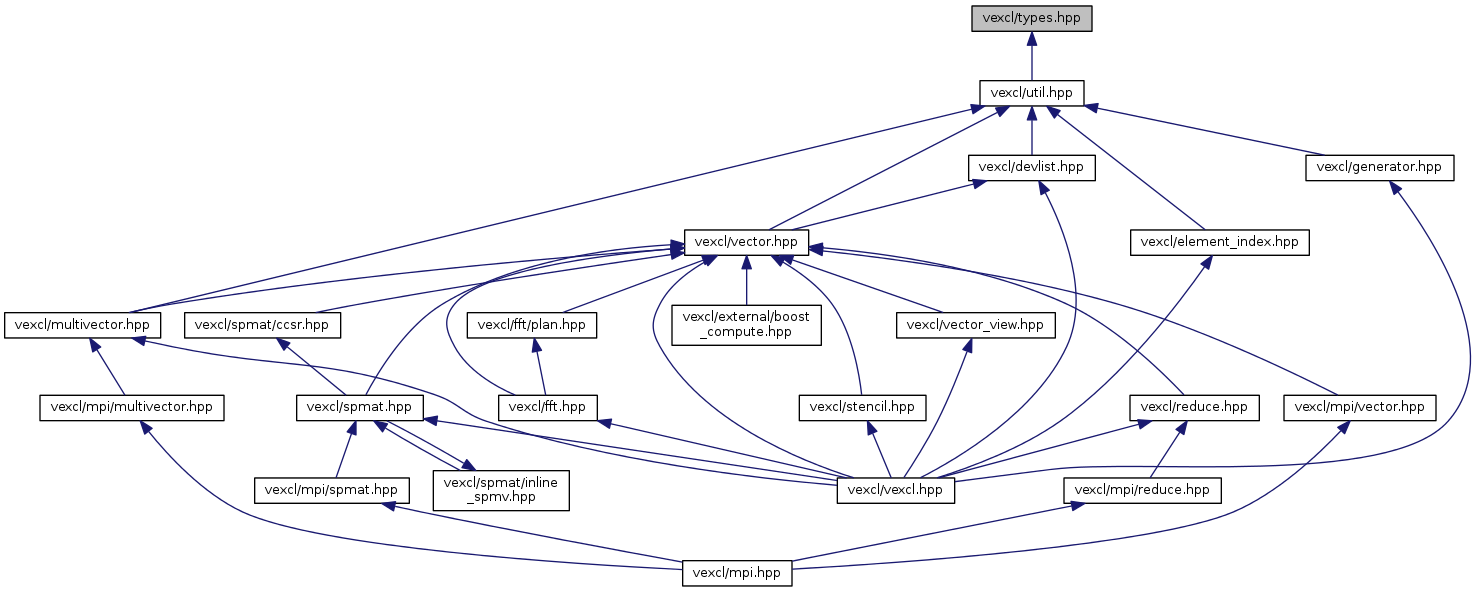 vexcl/types.hpp
vexcl/util.hpp
vexcl/devlist.hpp
vexcl/generator.hpp
vexcl/vector.hpp
vexcl/element_index.hpp
vexcl/multivector.hpp
vexcl/spmat/ccsr.hpp
vexcl/fft/plan.hpp
vexcl/external/boost
_compute.hpp
vexcl/vector_view.hpp
vexcl/mpi/multivector.hpp
vexcl/spmat.hpp
vexcl/fft.hpp
vexcl/stencil.hpp
vexcl/reduce.hpp
vexcl/mpi/vector.hpp
vexcl/mpi/spmat.hpp
vexcl/spmat/inline
_spmv.hpp
vexcl/vexcl.hpp
vexcl/mpi/reduce.hpp
vexcl/mpi.hpp